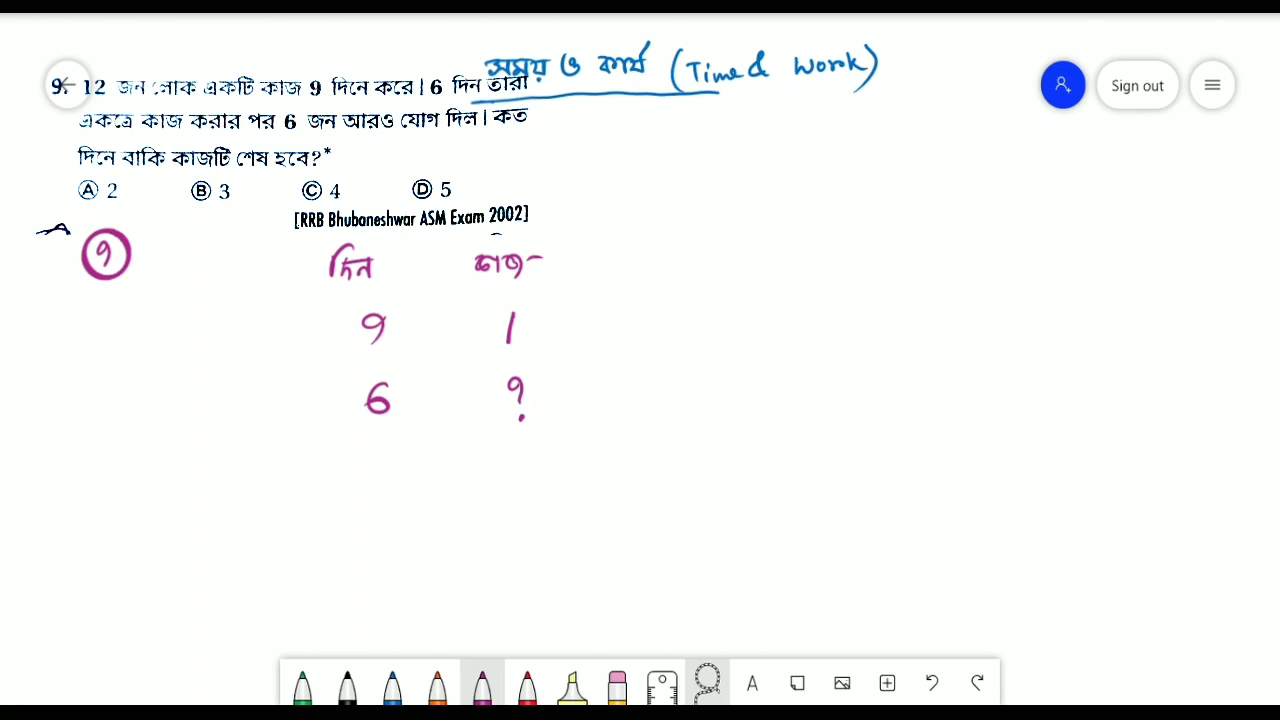 সময় ও কার্য (Time & Work)
9. 12 জন লোক একটি কাজ 9 দিনে করে। 6 দিন তারা
একত্রে কাজ করার পর 6 জন আরও যোগ দিল। কত
দিনে বাকি কাজটি শেষ হবে?*
Ⓐ 2 Ⓑ 3 Ⓒ 4 Ⓓ 5
[RRB Bhubaneshwar ASM Exam 2002]
9
দিন কাজ
9 1
6 ?
Sign out
A